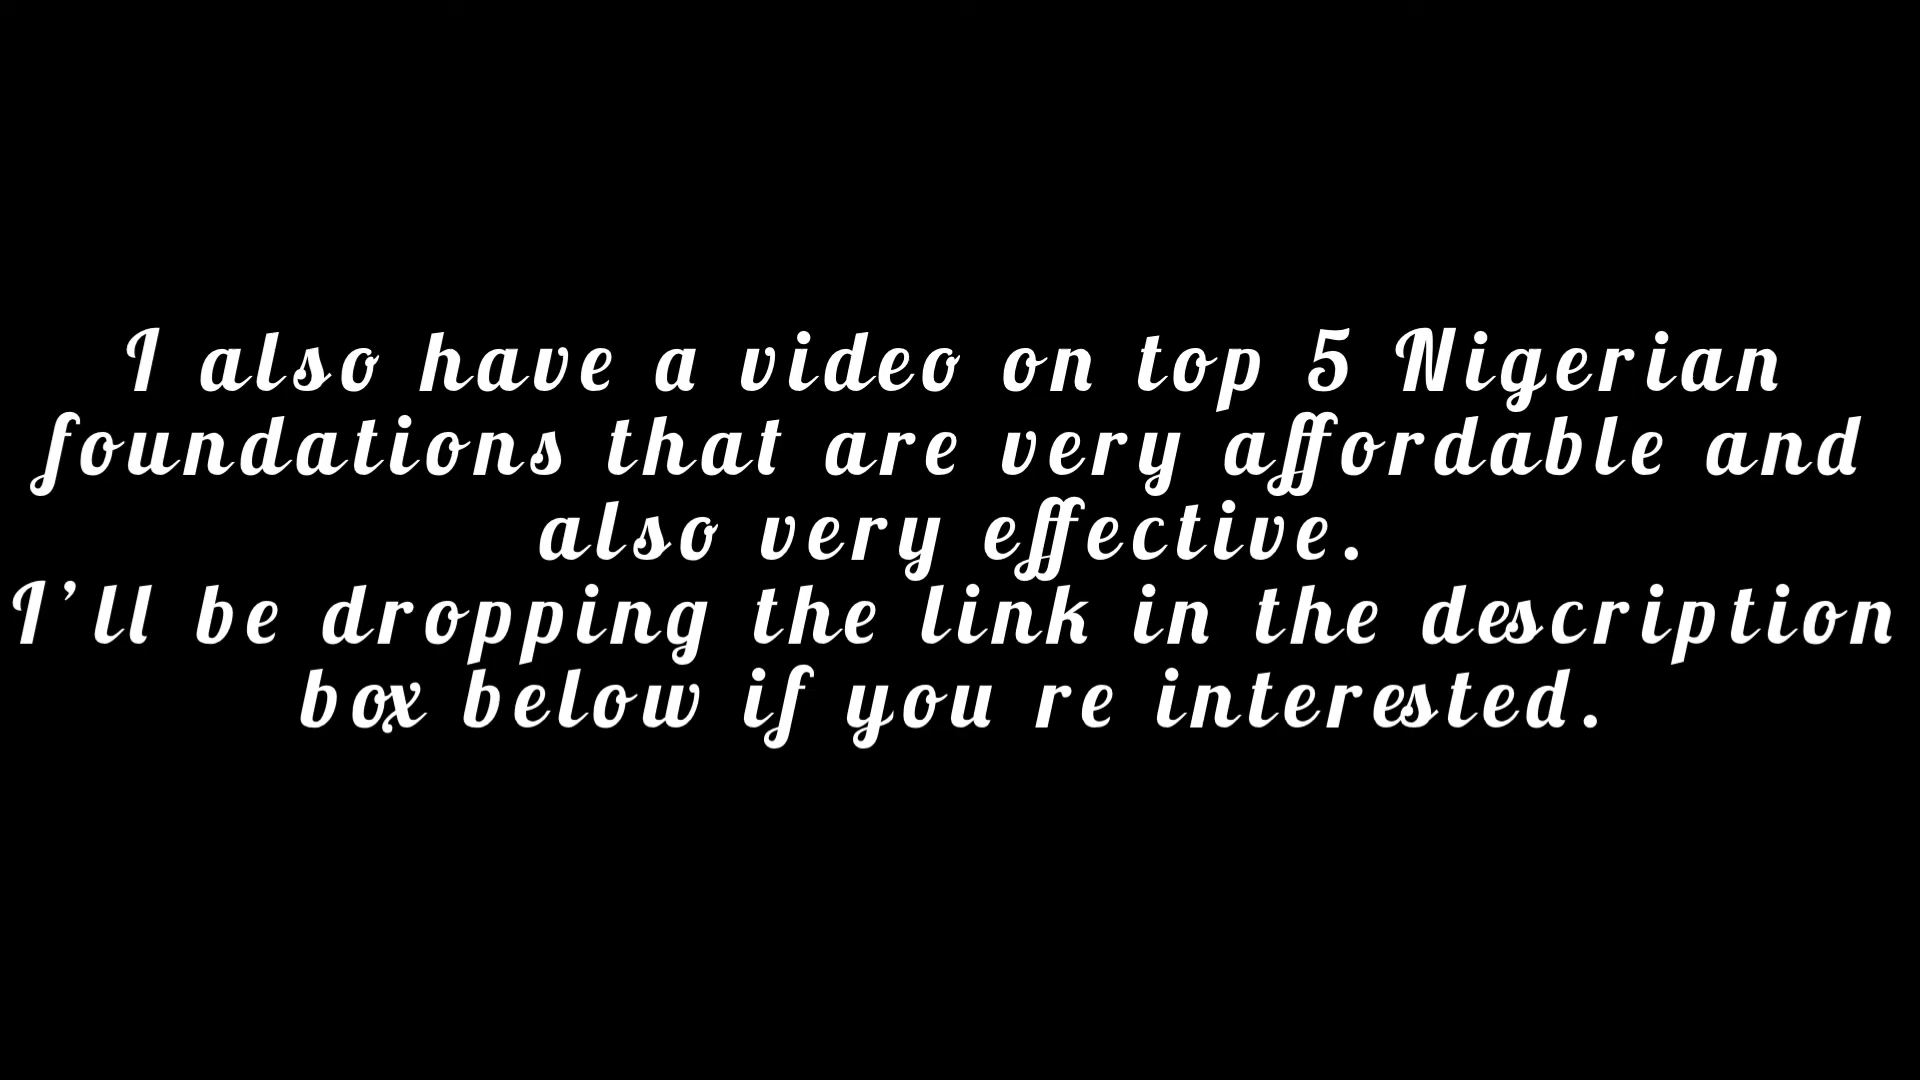 I also have a video on top 5 Nigerian
foundations that are very affordable and
also very effective.
I'll be dropping the link in the description
box below if you re interested.